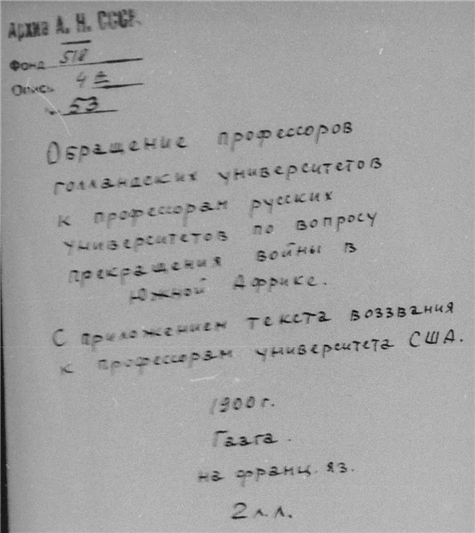 Архив А. Н. СССР.
Фонд 518
Опись 4
53
Обращение профессоров
голландских университетов
к профессорам русских
университетов по вопросу
прекращения войны в
Южной Африке.
С приложением текста воззвания
к профессорам университета США.
1900 г.
Гаага.
на франц. яз.
2 л.л.